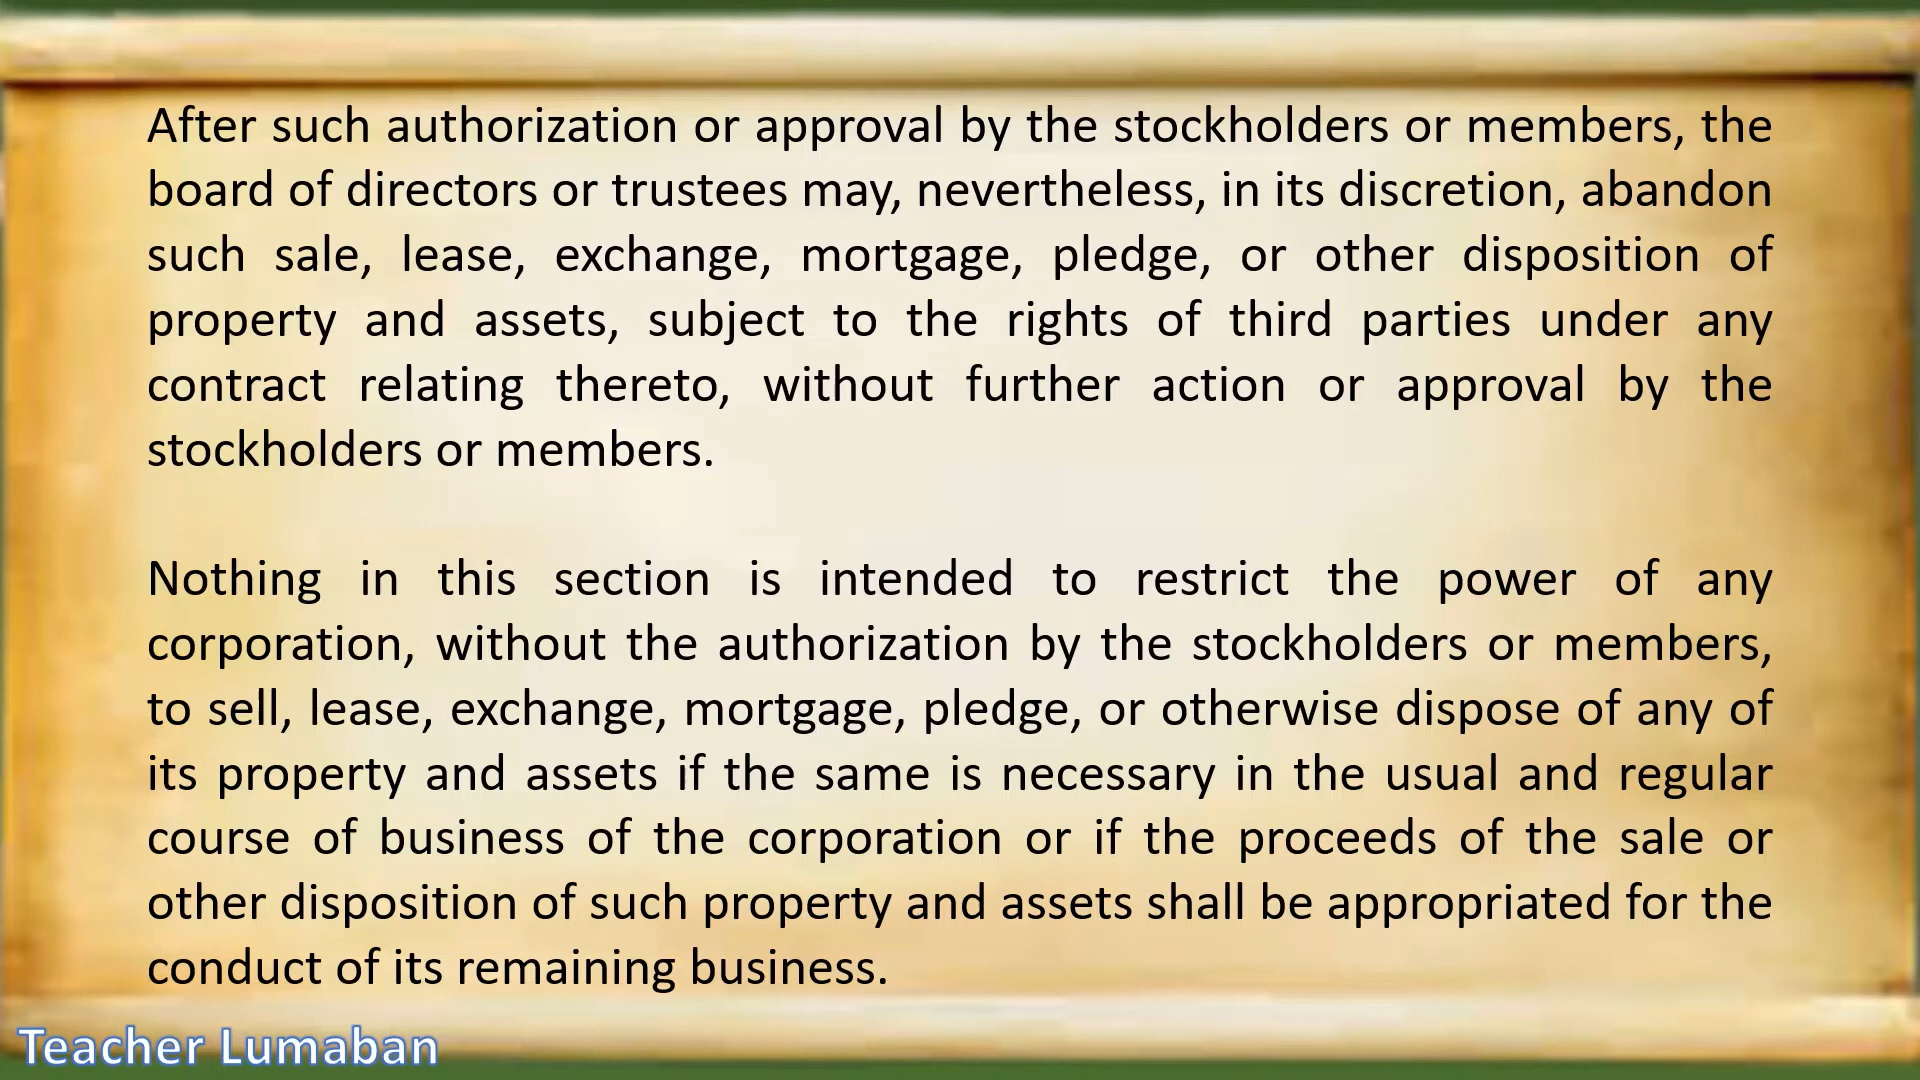 After such authorization or approval by the stockholders or members, the
board of directors or trustees may, nevertheless, in its discretion, abandon
such sale, lease, exchange, mortgage, pledge, or other disposition of
property and assets, subject to the rights of third parties under any
contract relating thereto, without further action or approval by the
stockholders or members.
Nothing in this section is intended to restrict the power of any
corporation, without the authorization by the stockholders or members,
to sell, lease, exchange, mortgage, pledge, or otherwise dispose of any of
its property and assets if the same is necessary in the usual and regular
course of business of the corporation or if the proceeds of the sale or
other disposition of such property and assets shall be appropriated for the
conduct of its remaining business.
Teacher Lumaban